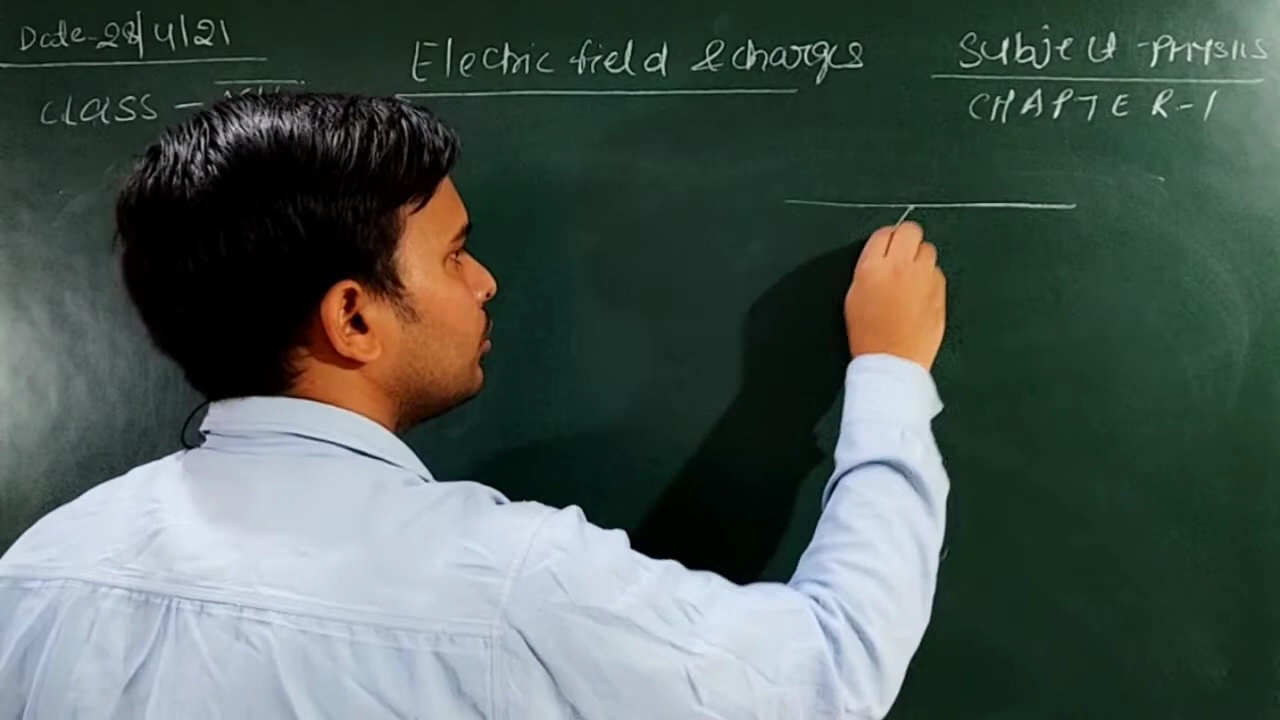 Date-28/4/21
Electric field & charges
Subject-PHYSICS
CLASS -
CHAPTER-1